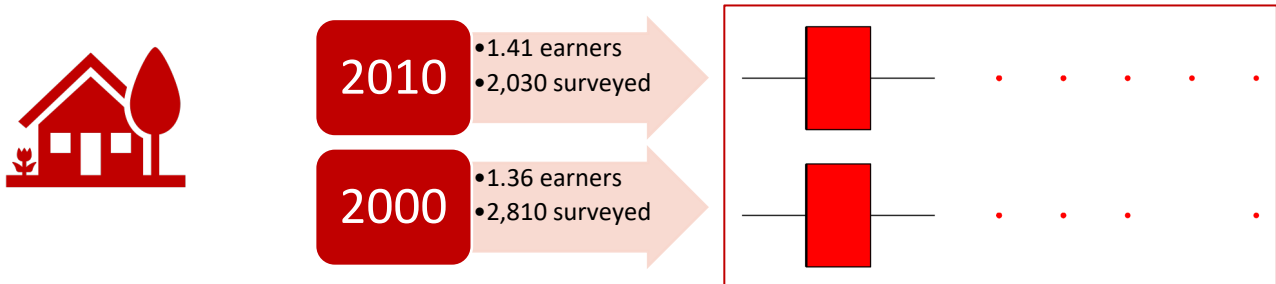 2010
•1.41 earners
•2,030 surveyed
2000
•1.36 earners
•2,810 surveyed